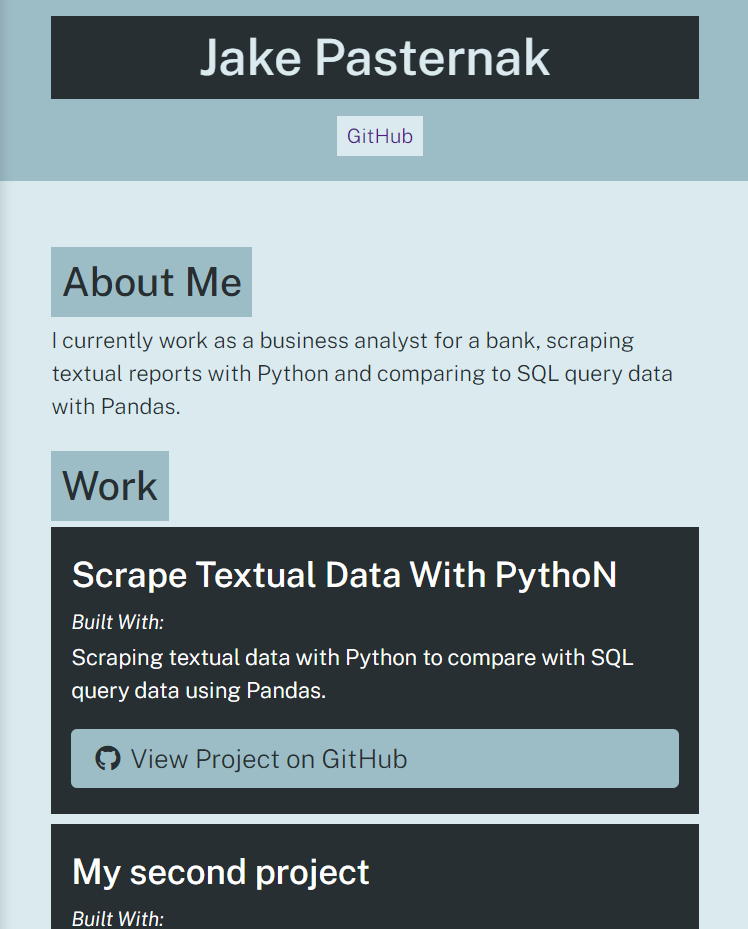 Jake Pasternak
GitHub
About Me
I currently work as a business analyst for a bank, scraping
textual reports with Python and comparing to SQL query data
with Pandas.
Work
Scrape Textual Data With PythoN
Built With:
Scraping textual data with Python to compare with SQL
query data using Pandas.
View Project on GitHub
My second project
Built With: